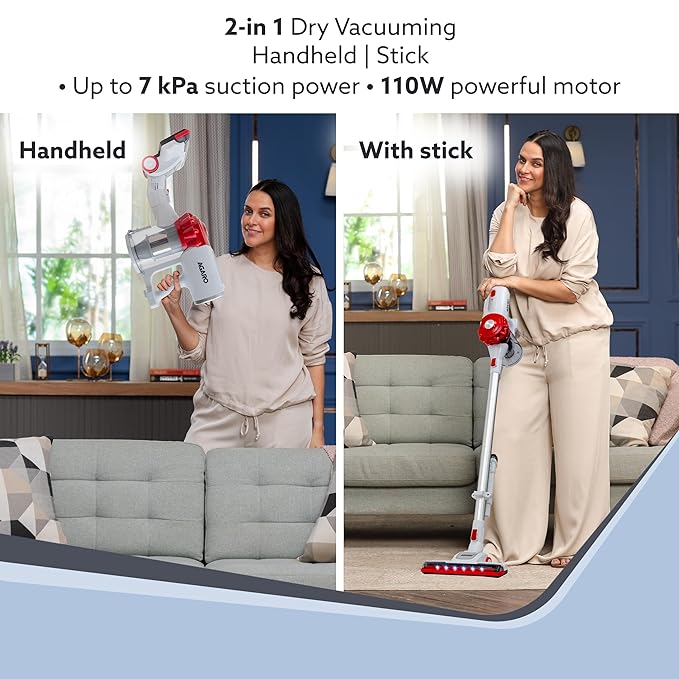 2-in 1 Dry Vacuuming
Handheld | Stick
• Up to 7 kPa suction power • 110W powerful motor
Handheld
With stick
AGARO